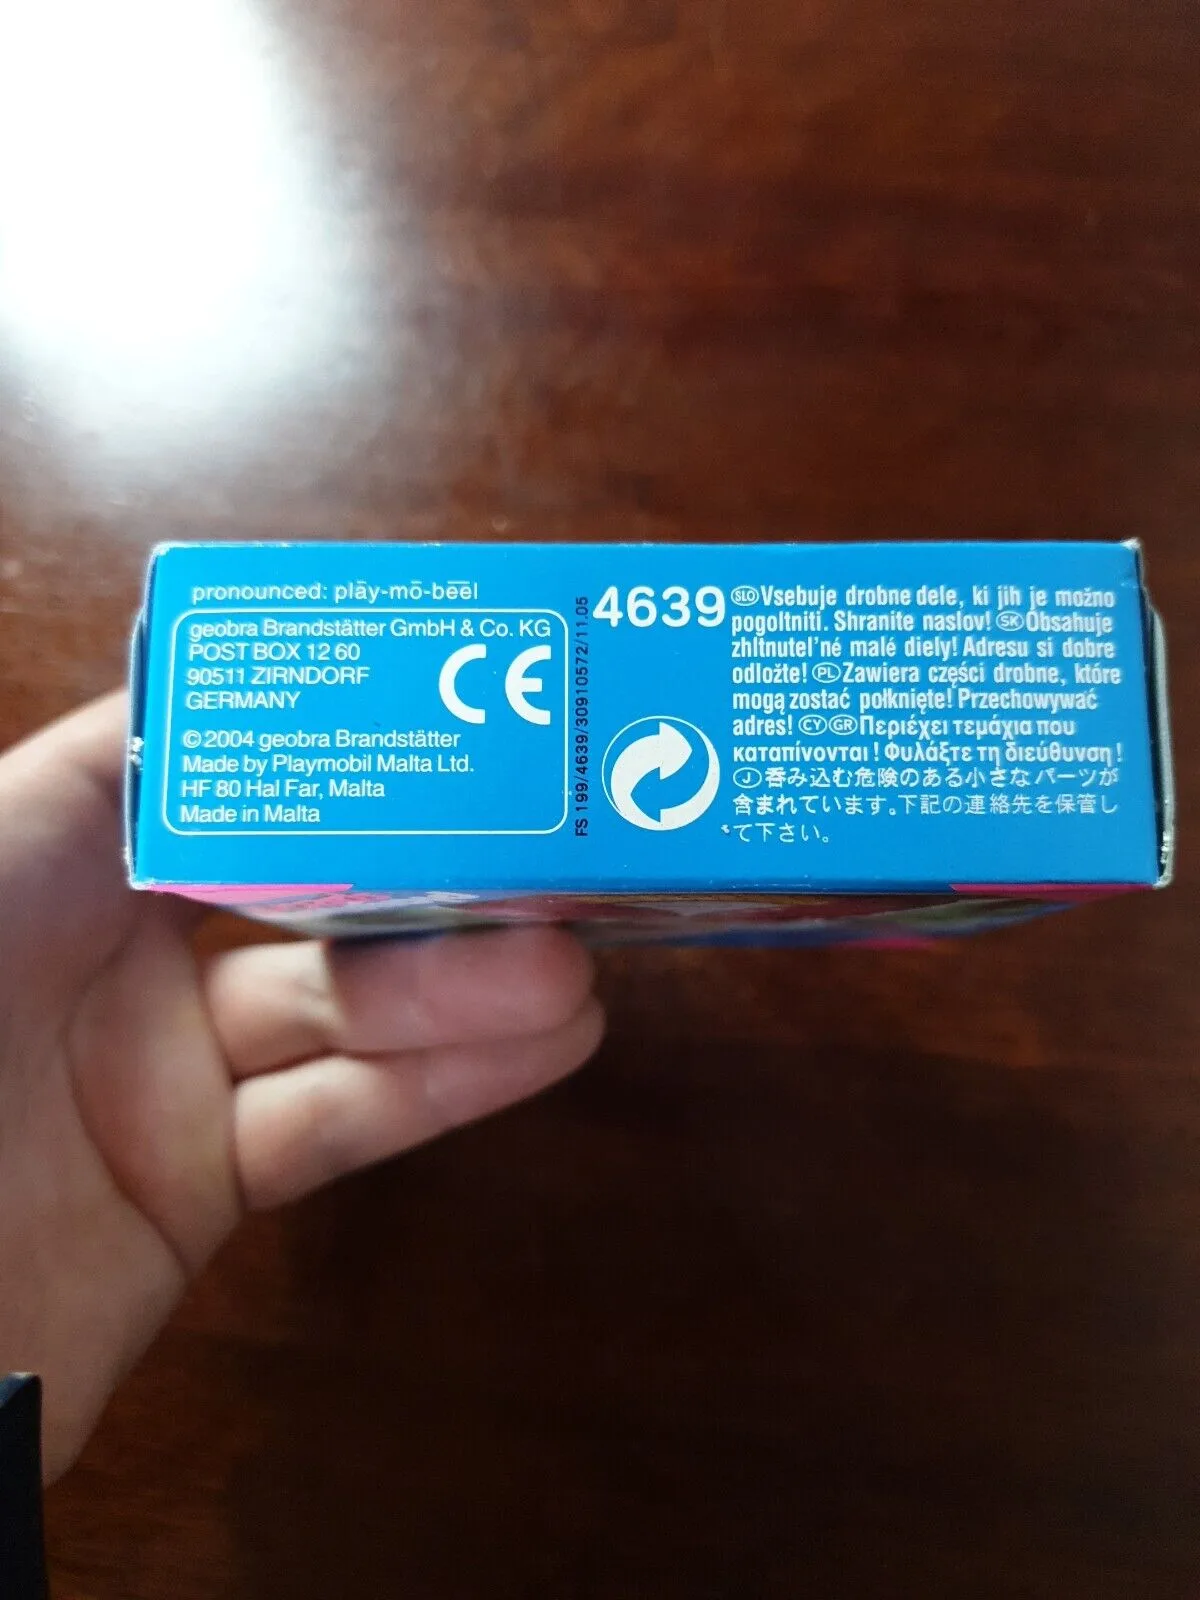 pronounced: plāy-mō-bēēl
geobra Brandstätter GmbH & Co. KG
POST BOX 12 60
90511 ZIRNDORF
GERMANY
CE
© 2004 geobra Brandstätter
Made by Playmobil Malta Ltd.
HF 80 Hal Far, Malta
Made in Malta
FS 199/4639/30910572/11.05
4639
SLO Vsebuje drobne dele, ki jih je možno
pogoltniti. Shranite naslov! SK Obsahuje
zhltnutel'né malé diely! Adresu si dobre
odložte! PL Zawiera części drobne, które
mogą zostać połknięte! Przechowywać
adres! CY GR Περιέχει τεμάχια που
καταπίνονται! Φυλάξτε τη διεύθυνση!
J 呑み込む危険のある小さなパーツが
含まれています。下記の連絡先を保管し
て下さい。